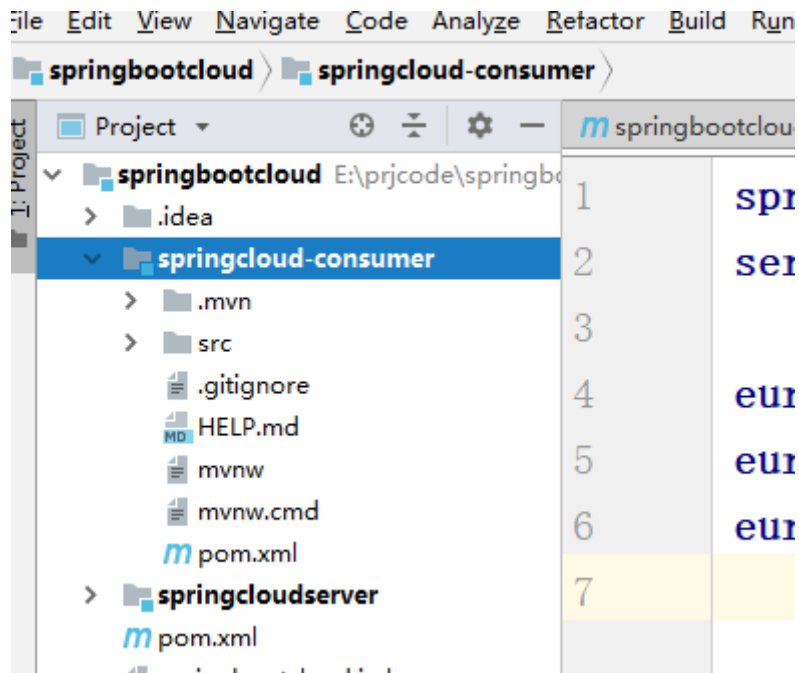 File Edit View Navigate Code Analyze Refactor Build Run
springbootcloud springcloud-consumer
1: Project
Project
springbootcloud E:\prjcode\springbo
.idea
springcloud-consumer
.mvn
src
.gitignore
MD HELP.md
mvnw
mvnw.cmd
m pom.xml
springcloudserver
m pom.xml
m springbootclou
1 spr
2 ser
3
4 eur
5 eur
6 eur
7